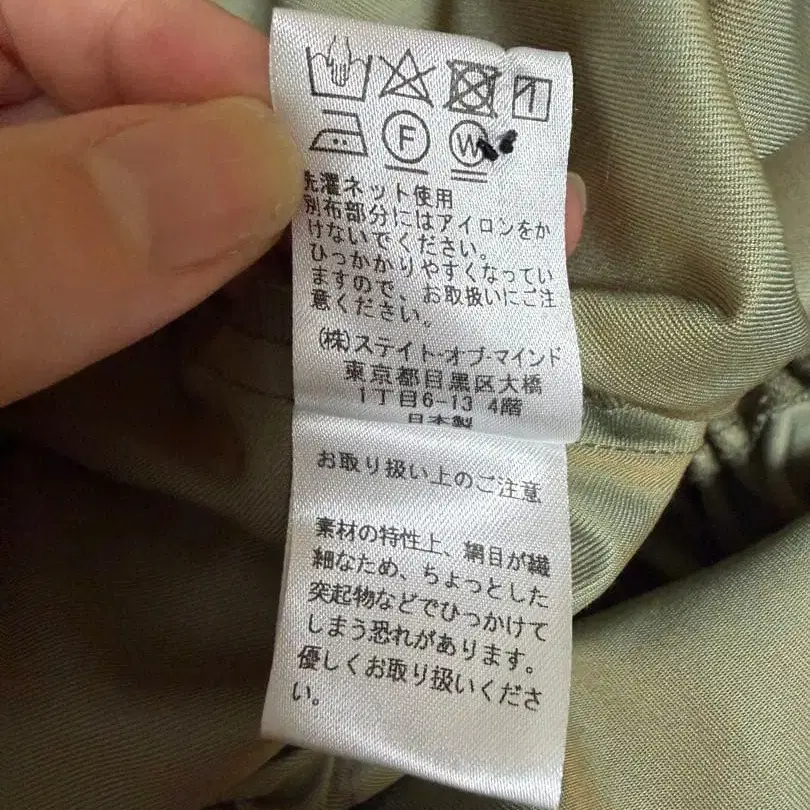 F W
洗濯ネット使用
別布部分にはアイロンをか
けないでください。
ひっかかりやすくなってい
ますので、お取扱いにご注
意ください。
(株)ステイト・オブ・マインド
東京都目黒区大橋
1丁目6-13 4階
日本製
お取り扱い上のご注意
素材の特性上、網目が繊
細なため、ちょっとした
突起物などでひっかけて
しまう恐れがあります。
優しくお取り扱いくださ
い。